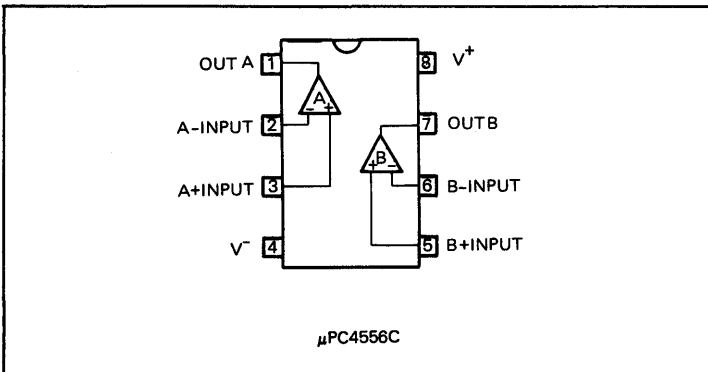 OUT A 1
A-INPUT 2
A+INPUT 3
V⁻ 4
A
- +
8 V⁺
7 OUT B
6 B-INPUT
5 B+INPUT
B
+ -
μPC4556C